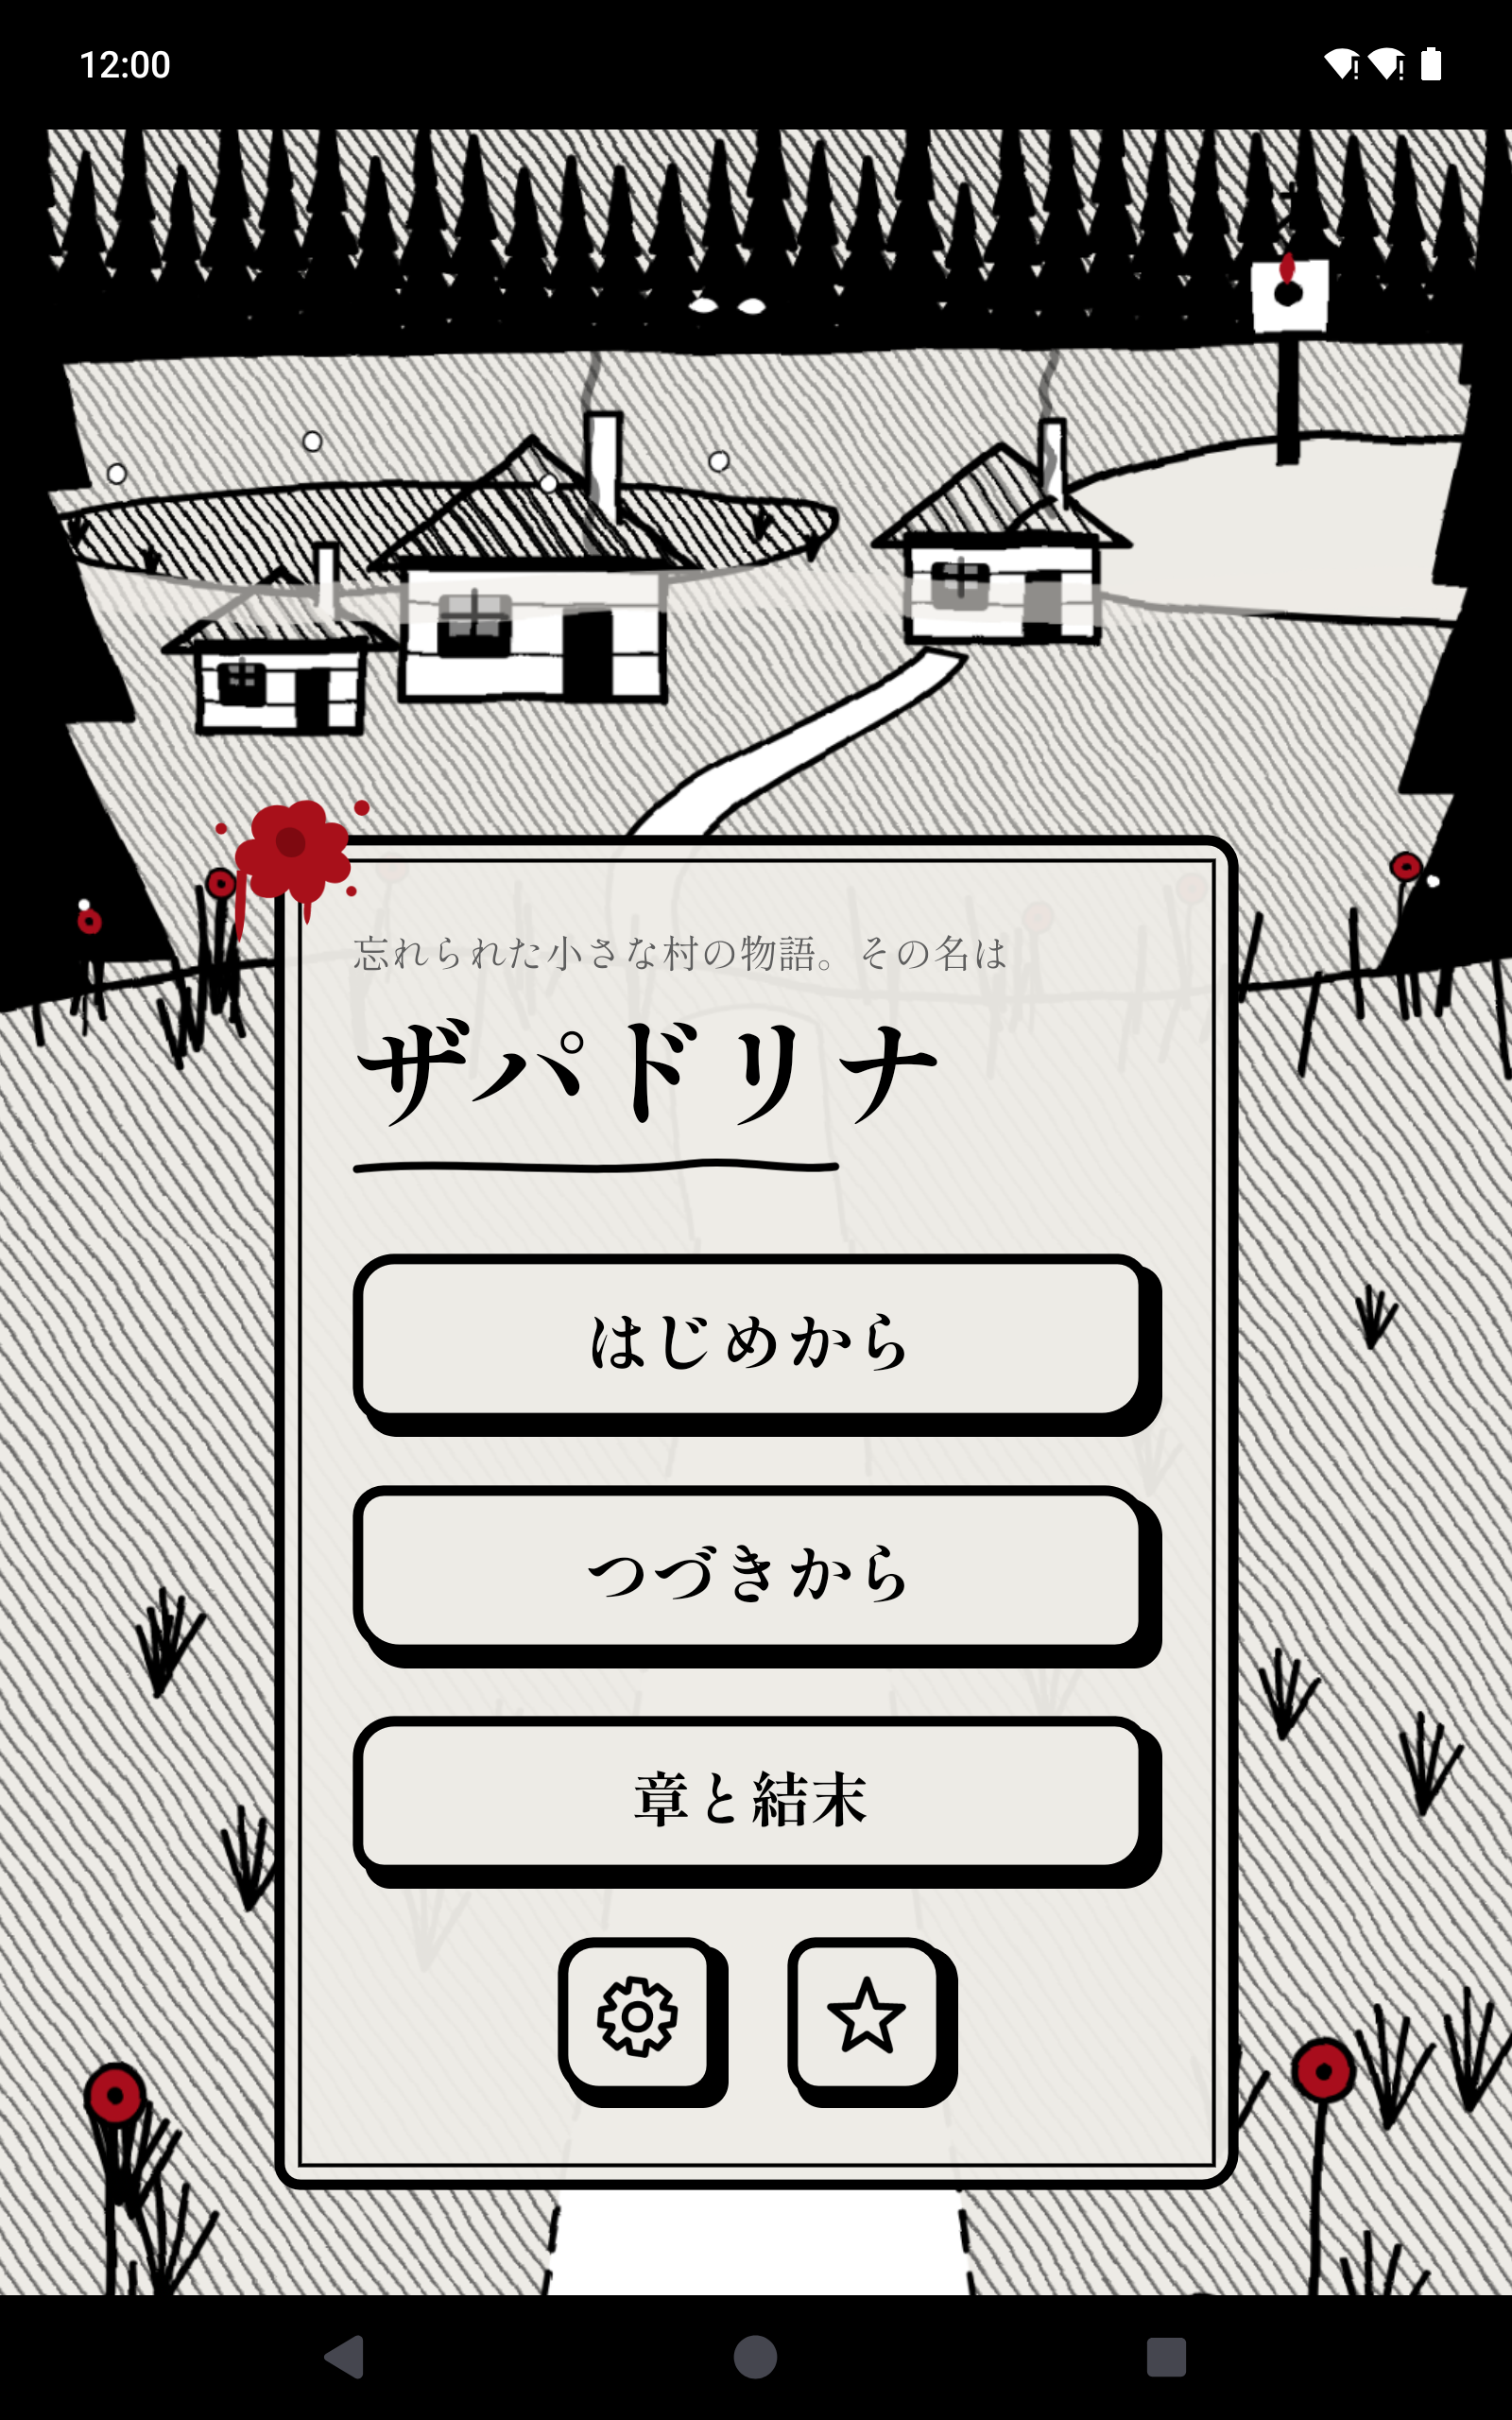 12:00
忘れられた小さな村の物語。その名は
ザパドリナ
はじめから
つづきから
章と結末